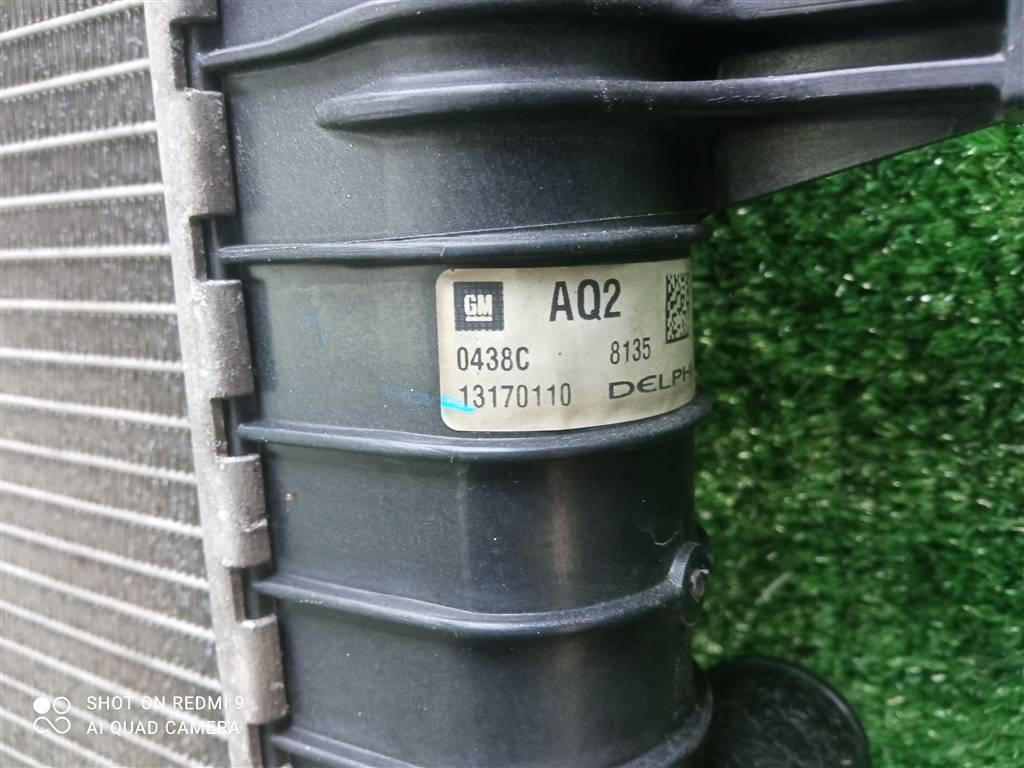 GM AQ2
0438C 8135
13170110 DELPH
SHOT ON REDMI 9
AI QUAD CAMERA